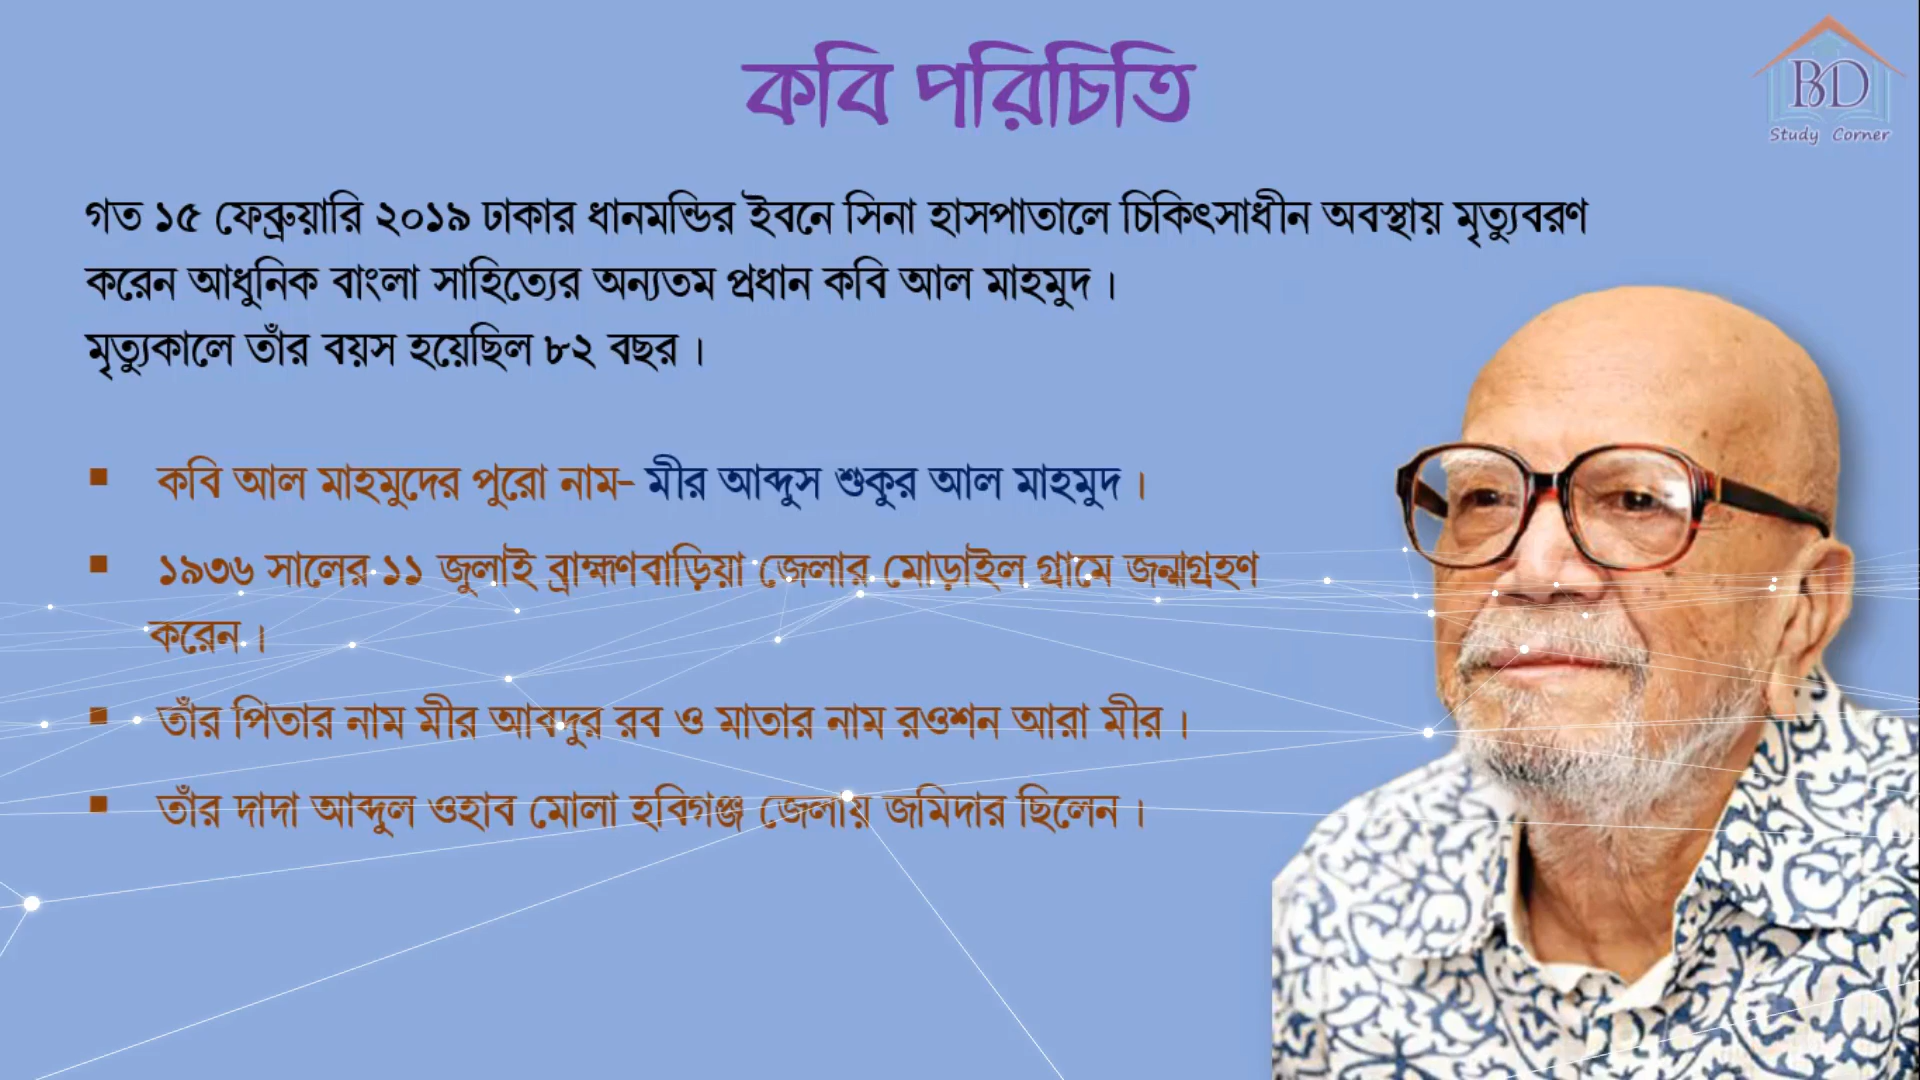 কবি পরিচিতি
BD
Study Corner
গত ১৫ ফেব্রুয়ারি ২০১৯ ঢাকার ধানমন্ডির ইবনে সিনা হাসপাতালে চিকিৎসাধীন অবস্থায় মৃত্যুবরণ
করেন আধুনিক বাংলা সাহিত্যের অন্যতম প্রধান কবি আল মাহমুদ ।
মৃত্যুকালে তাঁর বয়স হয়েছিল ৮২ বছর ।
▪ কবি আল মাহমুদের পুরো নাম- মীর আব্দুস শুকুর আল মাহমুদ ।
▪ ১৯৩৬ সালের ১১ জুলাই ব্রাহ্মণবাড়িয়া জেলার মোড়াইল গ্রামে জন্মগ্রহণ
করেন ।
▪ তাঁর পিতার নাম মীর আবদুর রব ও মাতার নাম রওশন আরা মীর ।
▪ তাঁর দাদা আব্দুল ওহাব মোলা হবিগঞ্জ জেলায় জমিদার ছিলেন ।